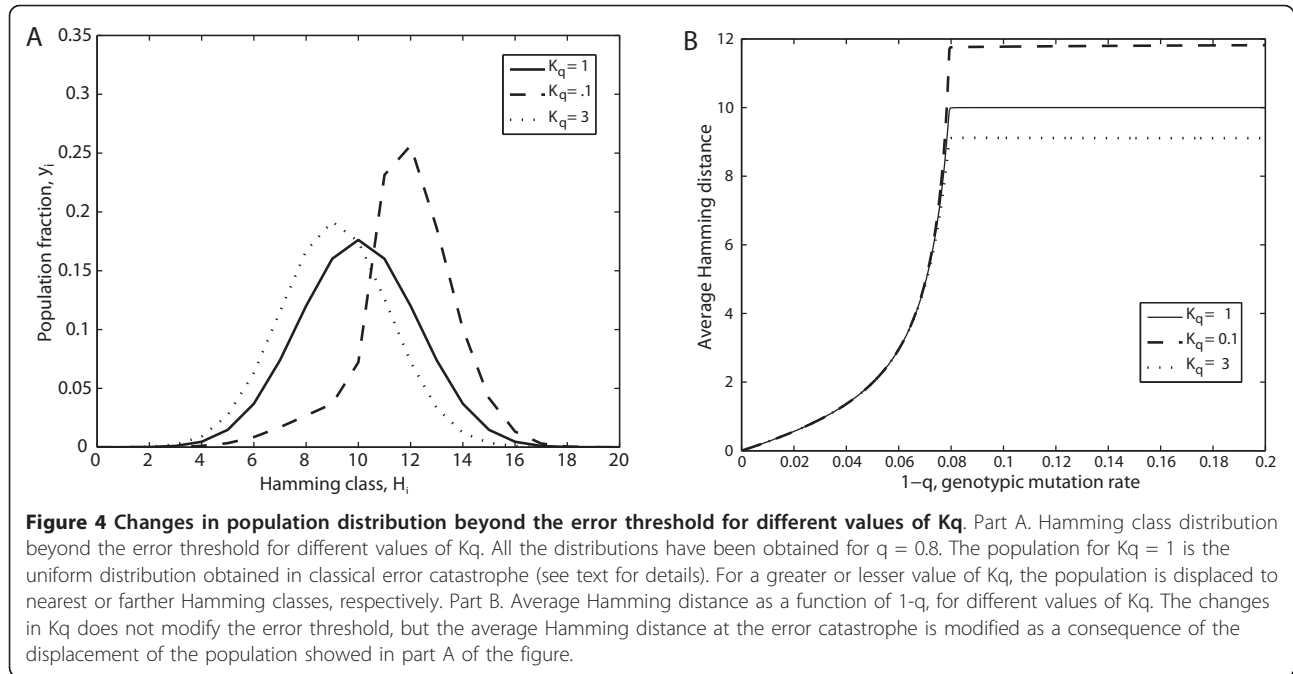 A
0.35
0.3
0.25
0.2
0.15
0.1
0.05
0
Population fraction, y_i
K_q = 1
K_q = .1
K_q = 3
0 2 4 6 8 10 12 14 16 18 20
Hamming class, H_i
B
12
10
8
6
4
2
0
Average Hamming distance
K_q = 1
K_q = 0.1
K_q = 3
0 0.02 0.04 0.06 0.08 0.1 0.12 0.14 0.16 0.18 0.2
1−q, genotypic mutation rate
Figure 4 Changes in population distribution beyond the error threshold for different values of Kq. Part A. Hamming class distribution
beyond the error threshold for different values of Kq. All the distributions have been obtained for q = 0.8. The population for Kq = 1 is the
uniform distribution obtained in classical error catastrophe (see text for details). For a greater or lesser value of Kq, the population is displaced to
nearest or farther Hamming classes, respectively. Part B. Average Hamming distance as a function of 1-q, for different values of Kq. The changes
in Kq does not modify the error threshold, but the average Hamming distance at the error catastrophe is modified as a consequence of the
displacement of the population showed in part A of the figure.